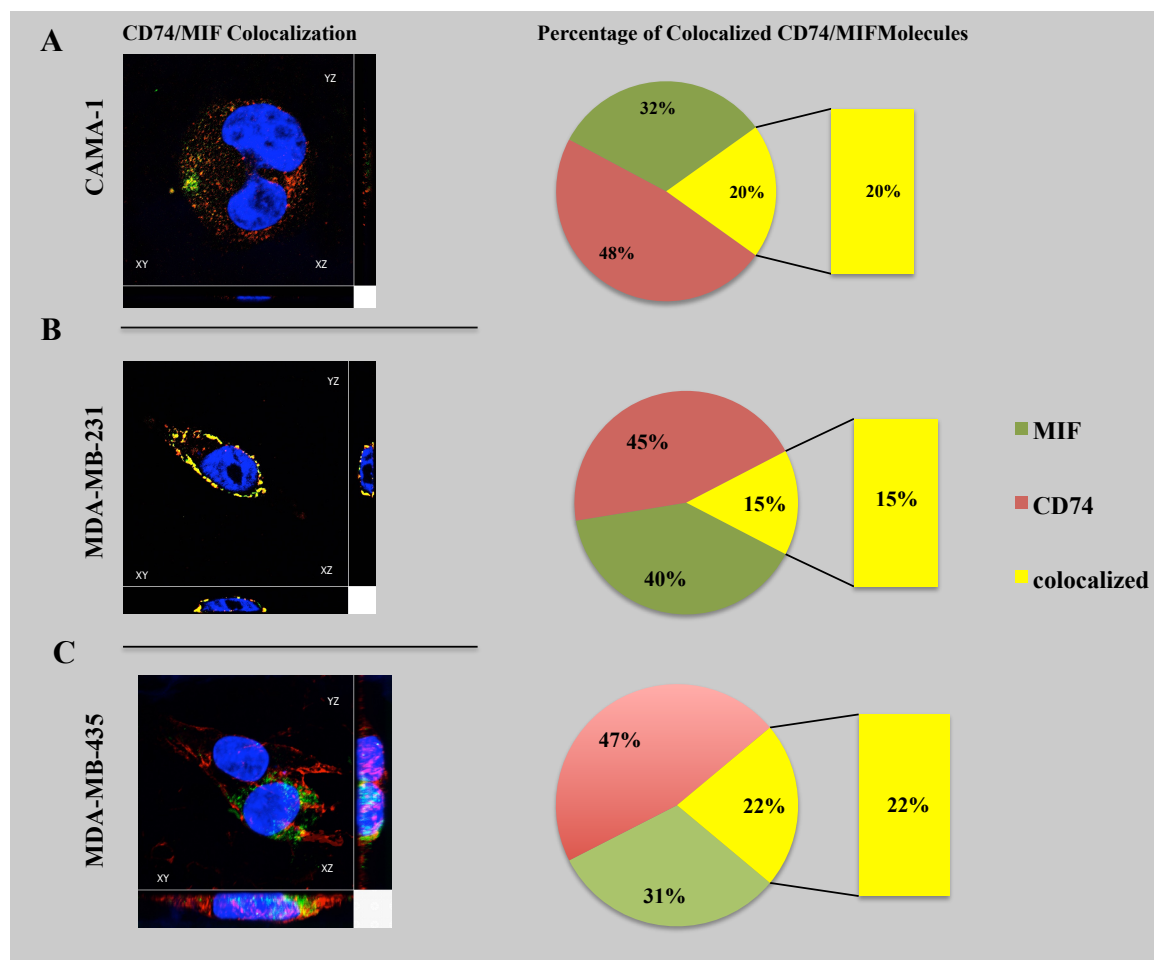 A
CD74/MIF Colocalization
Percentage of Colocalized CD74/MIFMolecules
CAMA-1
YZ
XY
XZ
32%
20%
48%
20%
B
MDA-MB-231
YZ
XY
XZ
45%
15%
40%
15%
MIF
CD74
colocalized
C
MDA-MB-435
YZ
XY
XZ
47%
22%
31%
22%